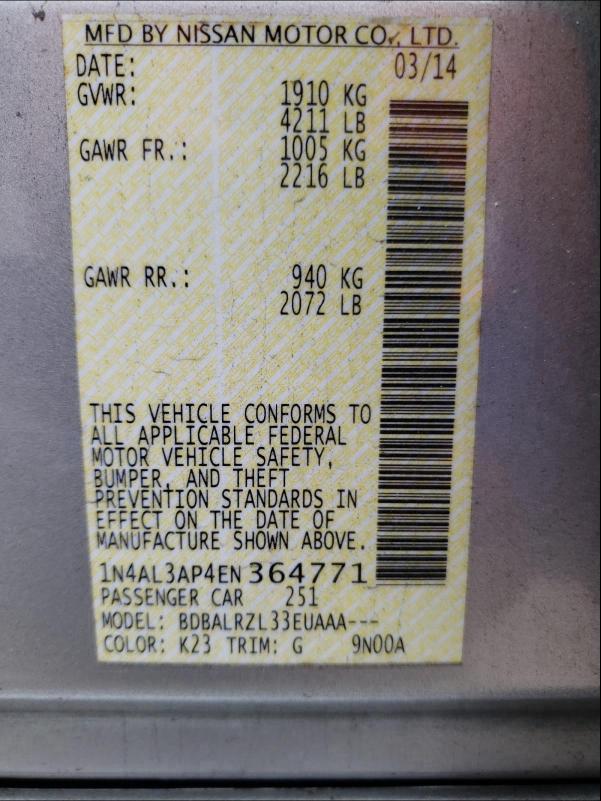 MFD BY NISSAN MOTOR CO., LTD.
DATE: 03/14
GVWR: 1910 KG
4211 LB
GAWR FR.: 1005 KG
2216 LB
GAWR RR.: 940 KG
2072 LB
THIS VEHICLE CONFORMS TO
ALL APPLICABLE FEDERAL
MOTOR VEHICLE SAFETY,
BUMPER, AND THEFT
PREVENTION STANDARDS IN
EFFECT ON THE DATE OF
MANUFACTURE SHOWN ABOVE.
1N4AL3AP4EN364771
PASSENGER CAR 251
MODEL: BDBALRZL33EUAAA---
COLOR: K23 TRIM: G 9N00A